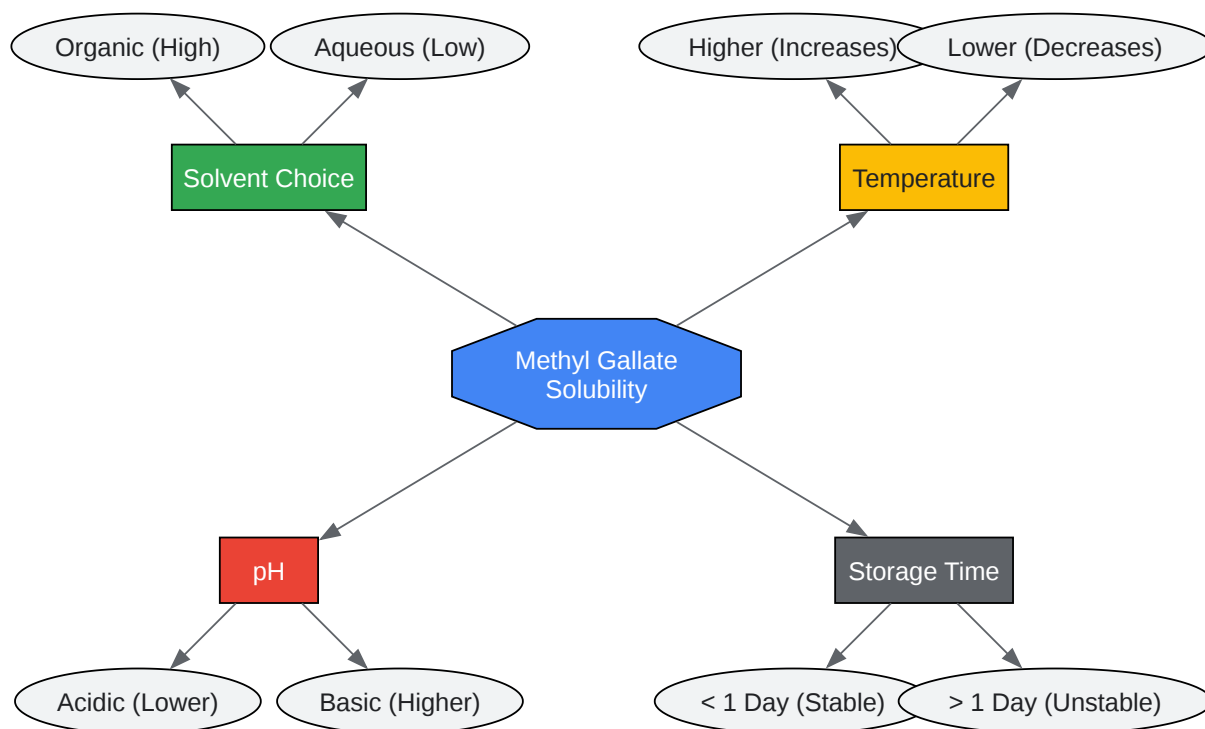 Organic (High)
Aqueous (Low)
Higher (Increases)
Lower (Decreases)
Solvent Choice
Temperature
Methyl Gallate
Solubility
pH
Storage Time
Acidic (Lower)
Basic (Higher)
< 1 Day (Stable)
> 1 Day (Unstable)